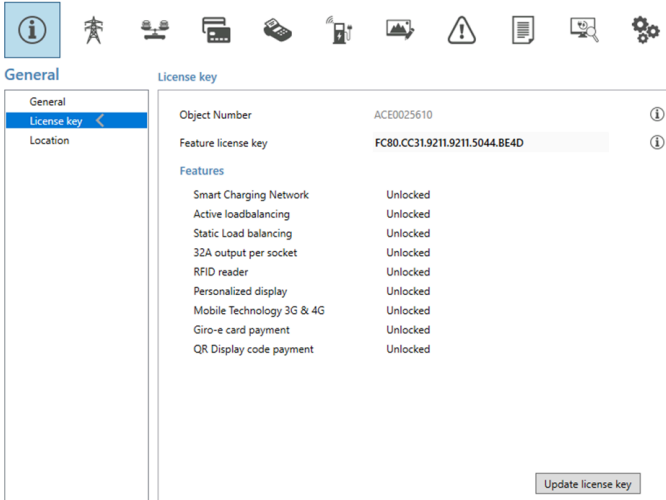 General
License key
General
License key
Location
Object Number ACE0025610
Feature license key FC80.CC31.9211.9211.5044.BE4D
Features
Smart Charging Network Unlocked
Active loadbalancing Unlocked
Static Load balancing Unlocked
32A output per socket Unlocked
RFID reader Unlocked
Personalized display Unlocked
Mobile Technology 3G & 4G Unlocked
Giro-e card payment Unlocked
QR Display code payment Unlocked
Update license key